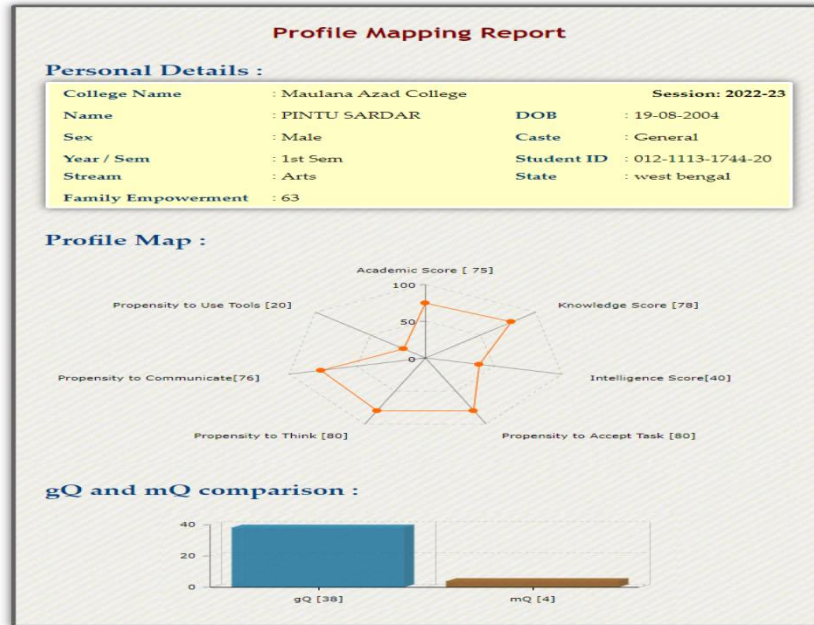 Profile Mapping Report
Personal Details :
College Name : Maulana Azad College Session: 2022-23
Name : PINTU SARDAR DOB : 19-08-2004
Sex : Male Caste : General
Year / Sem : 1st Sem Student ID : 012-1113-1744-20
Stream : Arts State : west bengal
Family Empowerment : 63
Profile Map :
Academic Score [ 75]
100
Propensity to Use Tools [20] Knowledge Score [78]
50
0
Propensity to Communicate[76] Intelligence Score[40]
Propensity to Think [80] Propensity to Accept Task [80]
gQ and mQ comparison :
40
20
0
gQ [38] mQ [4]